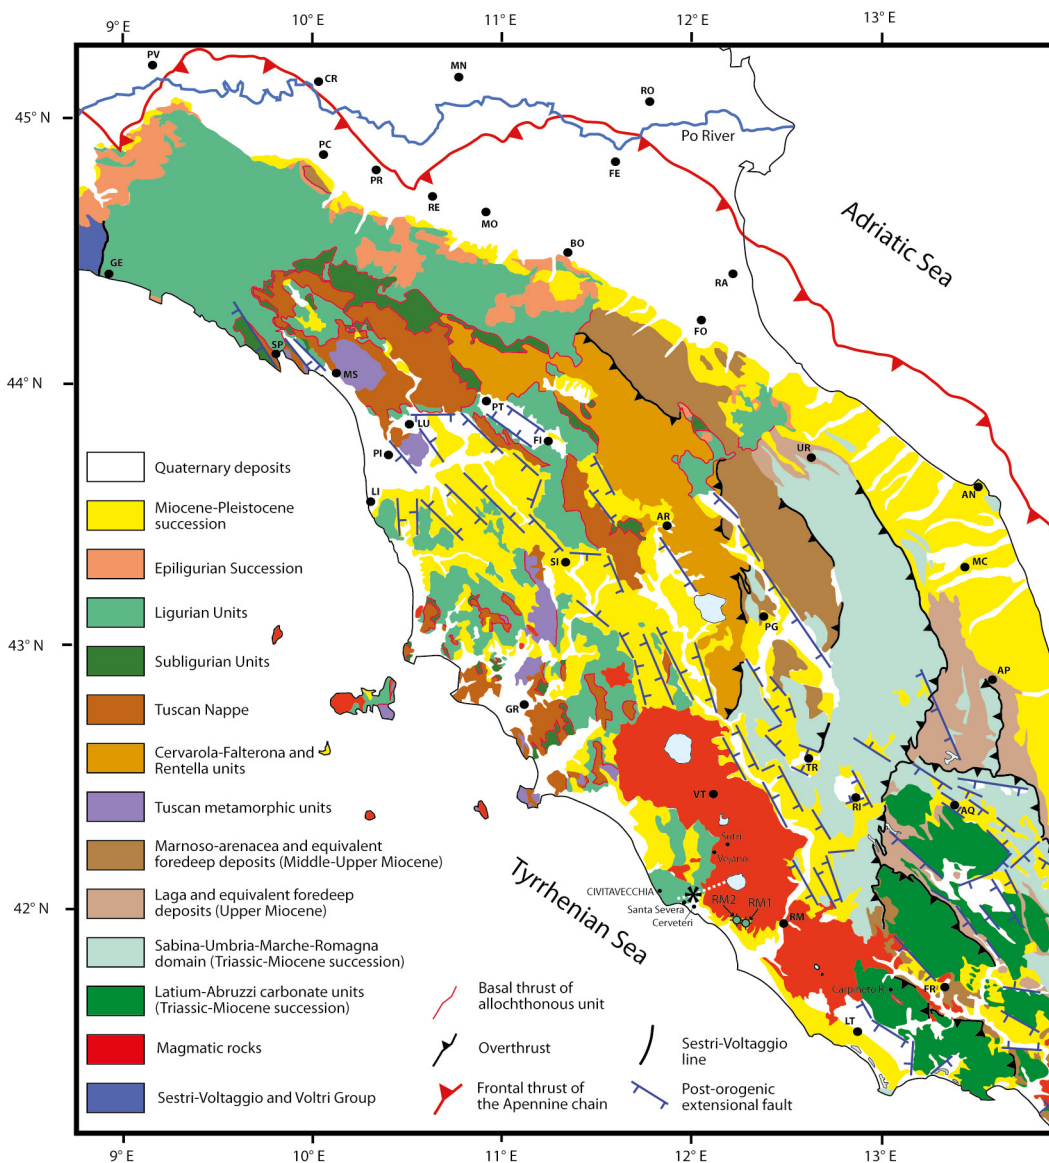 9° E
10° E
11° E
12° E
13° E
PV
CR
MN
RO
45° N
Po River
PC
PR
FE
RE
MO
Adriatic Sea
BO
GE
RA
FO
SP
44° N
MS
PT
LU
FI
PI
UR
Quaternary deposits
LI
AN
Miocene-Pleistocene
succession
AR
SI
MC
Epiligurian Succession
Ligurian Units
PG
43° N
Subligurian Units
AP
Tuscan Nappe
GR
Cervarola-Falterona and
Rentella units
TR
VT
RI
AQ
Tuscan metamorphic units
Sutri
Vejano
Marnoso-arenacea and equivalent
foredeep deposits (Middle-Upper Miocene)
Tyrrhenian Sea
CIVITAVECCHIA
*
Santa Severa
RM2
RM1
Cerveteri
RM
42° N
Laga and equivalent foredeep
deposits (Upper Miocene)
Sabina-Umbria-Marche-Romagna
domain (Triassic-Miocene succession)
Carpineto R.
FR
Latium-Abruzzi carbonate units
(Triassic-Miocene succession)
Basal thrust of
allochthonous unit
LT
Magmatic rocks
Overthrust
Sestri-Voltaggio
line
Sestri-Voltaggio and Voltri Group
Frontal thrust of
the Apennine chain
Post-orogenic
extensional fault
9° E
10° E
11° E
12° E
13° E